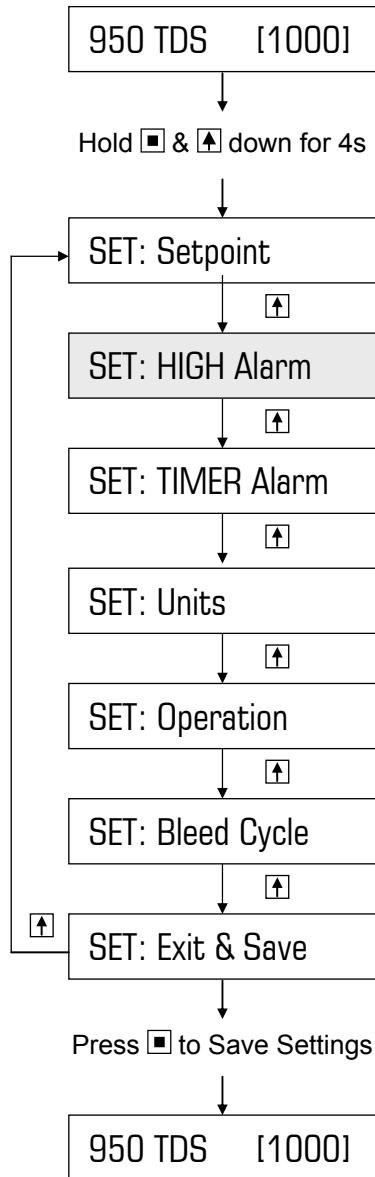 950 TDS [1000]
Hold & down for 4s
SET: Setpoint
SET: HIGH Alarm
SET: TIMER Alarm
SET: Units
SET: Operation
SET: Bleed Cycle
SET: Exit & Save
Press to Save Settings
950 TDS [1000]